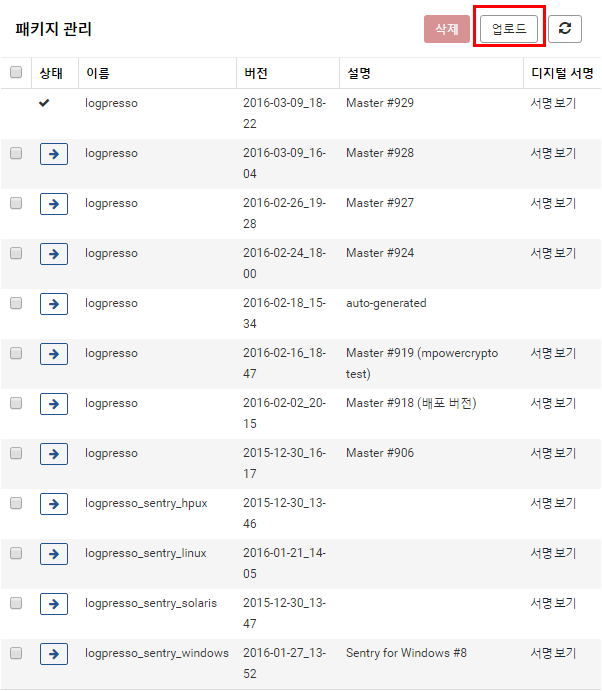 패키지 관리
삭제
업로드
상태 이름 버전 설명 디지털 서명
logpresso 2016-03-09_18-22 Master #929 서명 보기
logpresso 2016-03-09_16-04 Master #928 서명 보기
logpresso 2016-02-26_19-28 Master #927 서명 보기
logpresso 2016-02-24_18-00 Master #924 서명 보기
logpresso 2016-02-18_15-34 auto-generated
logpresso 2016-02-16_18-47 Master #919 (mpowercrypto test) 서명 보기
logpresso 2016-02-02_20-15 Master #918 (배포 버전) 서명 보기
logpresso 2015-12-30_16-17 Master #906 서명 보기
logpresso_sentry_hpux 2015-12-30_13-46 서명 보기
logpresso_sentry_linux 2016-01-21_14-05 서명 보기
logpresso_sentry_solaris 2015-12-30_13-47 서명 보기
logpresso_sentry_windows 2016-01-27_13-52 Sentry for Windows #8 서명 보기